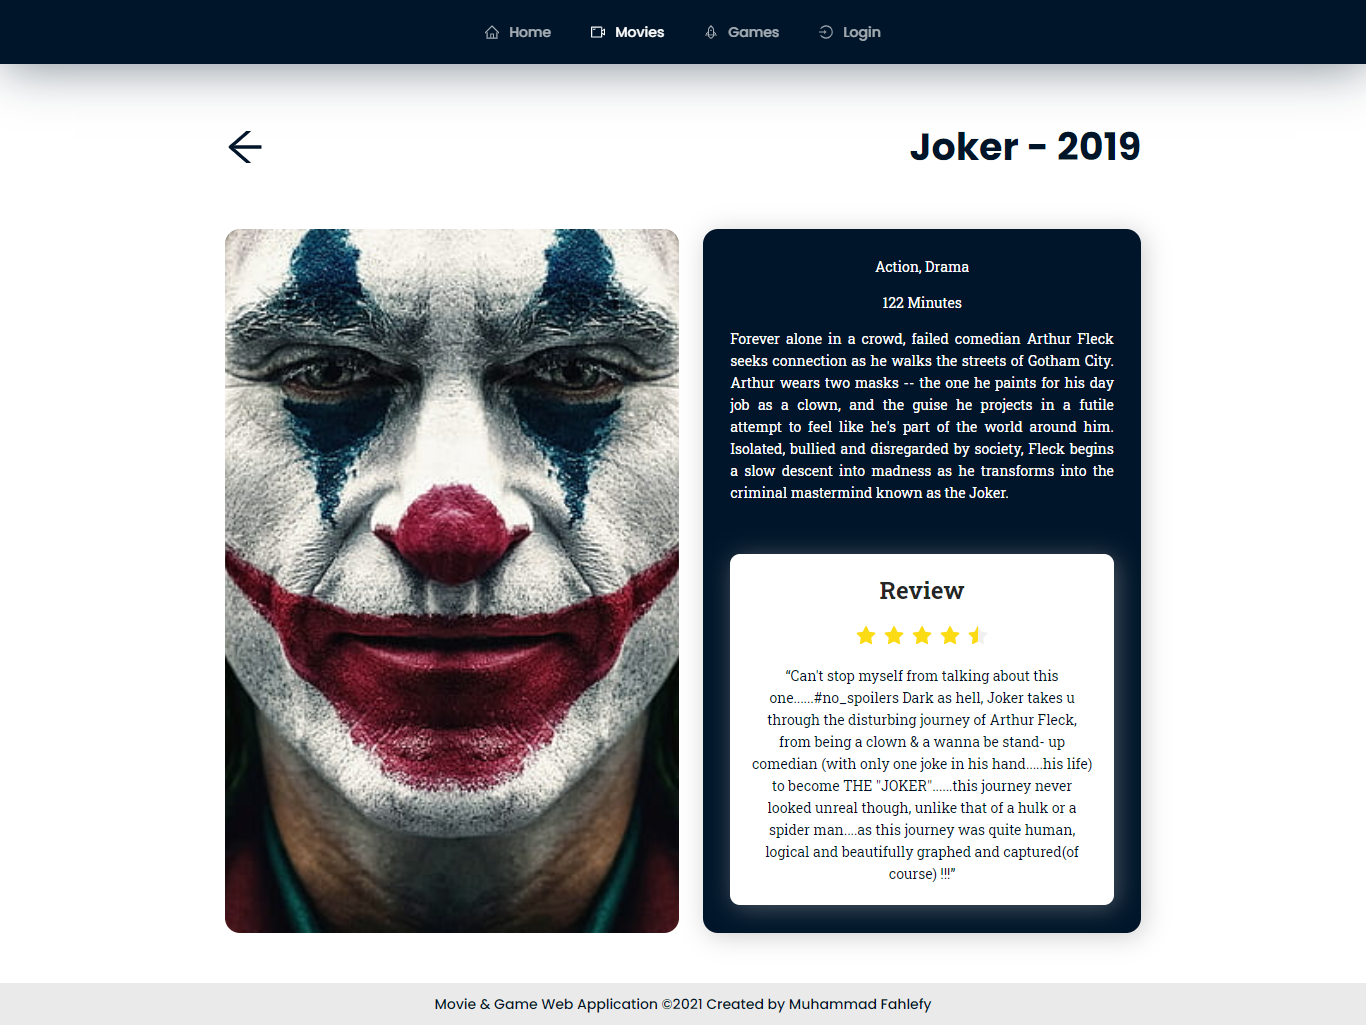 Home Movies Games Login
Joker - 2019
Action, Drama
122 Minutes
Forever alone in a crowd, failed comedian Arthur Fleck
seeks connection as he walks the streets of Gotham City.
Arthur wears two masks -- the one he paints for his day
job as a clown, and the guise he projects in a futile
attempt to feel like he's part of the world around him.
Isolated, bullied and disregarded by society, Fleck begins
a slow descent into madness as he transforms into the
criminal mastermind known as the Joker.
Review
“Can't stop myself from talking about this
one......#no_spoilers Dark as hell, Joker takes u
through the disturbing journey of Arthur Fleck,
from being a clown & a wanna be stand- up
comedian (with only one joke in his hand.....his life)
to become THE "JOKER"......this journey never
looked unreal though, unlike that of a hulk or a
spider man....as this journey was quite human,
logical and beautifully graphed and captured(of
course) !!!”
Movie & Game Web Application ©2021 Created by Muhammad Fahlefy